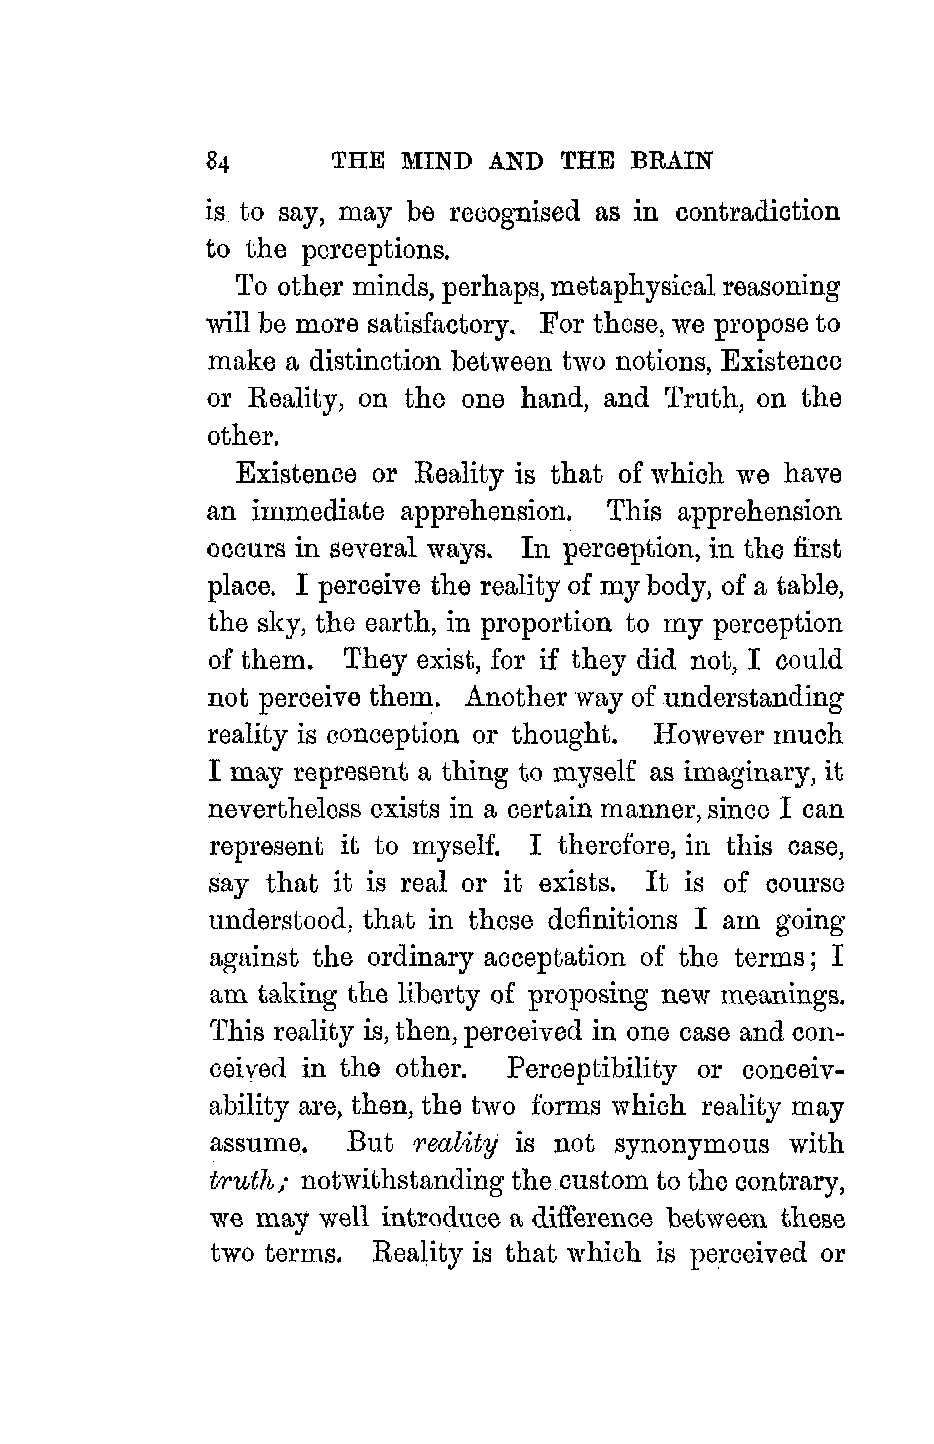 84 THE MIND AND THE BRAIN
is to say, may be recognised as in contradiction
to the perceptions.
To other minds, perhaps, metaphysical reasoning
will be more satisfactory. For those, we propose to
make a distinction between two notions, Existence
or Reality, on the one hand, and Truth, on the
other.
Existence or Reality is that of which we have
an immediate apprehension. This apprehension
occurs in several ways. In perception, in the first
place. I perceive the reality of my body, of a table,
the sky, the earth, in proportion to my perception
of them. They exist, for if they did not, I could
not perceive them. Another way of understanding
reality is conception or thought. However much
I may represent a thing to myself as imaginary, it
nevertheless exists in a certain manner, since I can
represent it to myself. I therefore, in this case,
say that it is real or it exists. It is of course
understood, that in these definitions I am going
against the ordinary acceptation of the terms; I
am taking the liberty of proposing new meanings.
This reality is, then, perceived in one case and con-
ceived in the other. Perceptibility or conceiv-
ability are, then, the two forms which reality may
assume. But reality is not synonymous with
truth; notwithstanding the custom to the contrary,
we may well introduce a difference between these
two terms. Reality is that which is perceived or